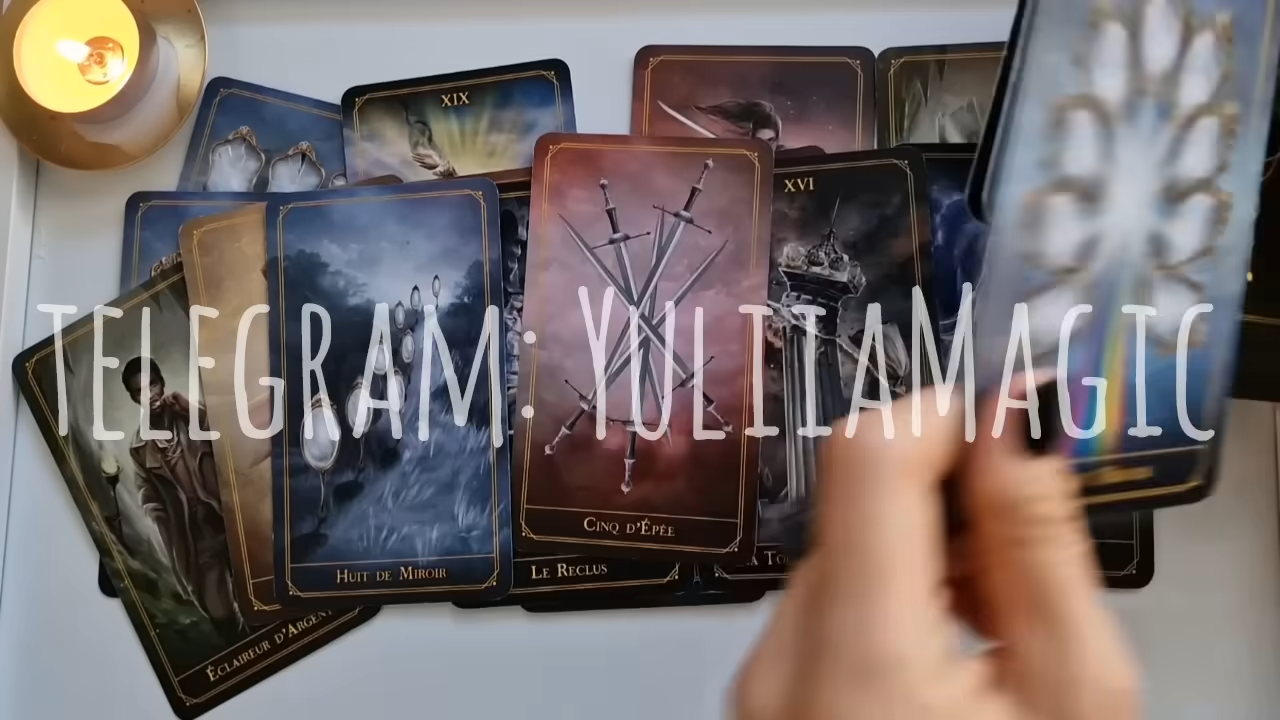 XIX
XVI
TELEGRAM: YULIIAMAGIC
CINQ D'ÉPÉE
HUIT DE MIROIR
LE RECLUS
ÉCLAIREUR D'ARGENT